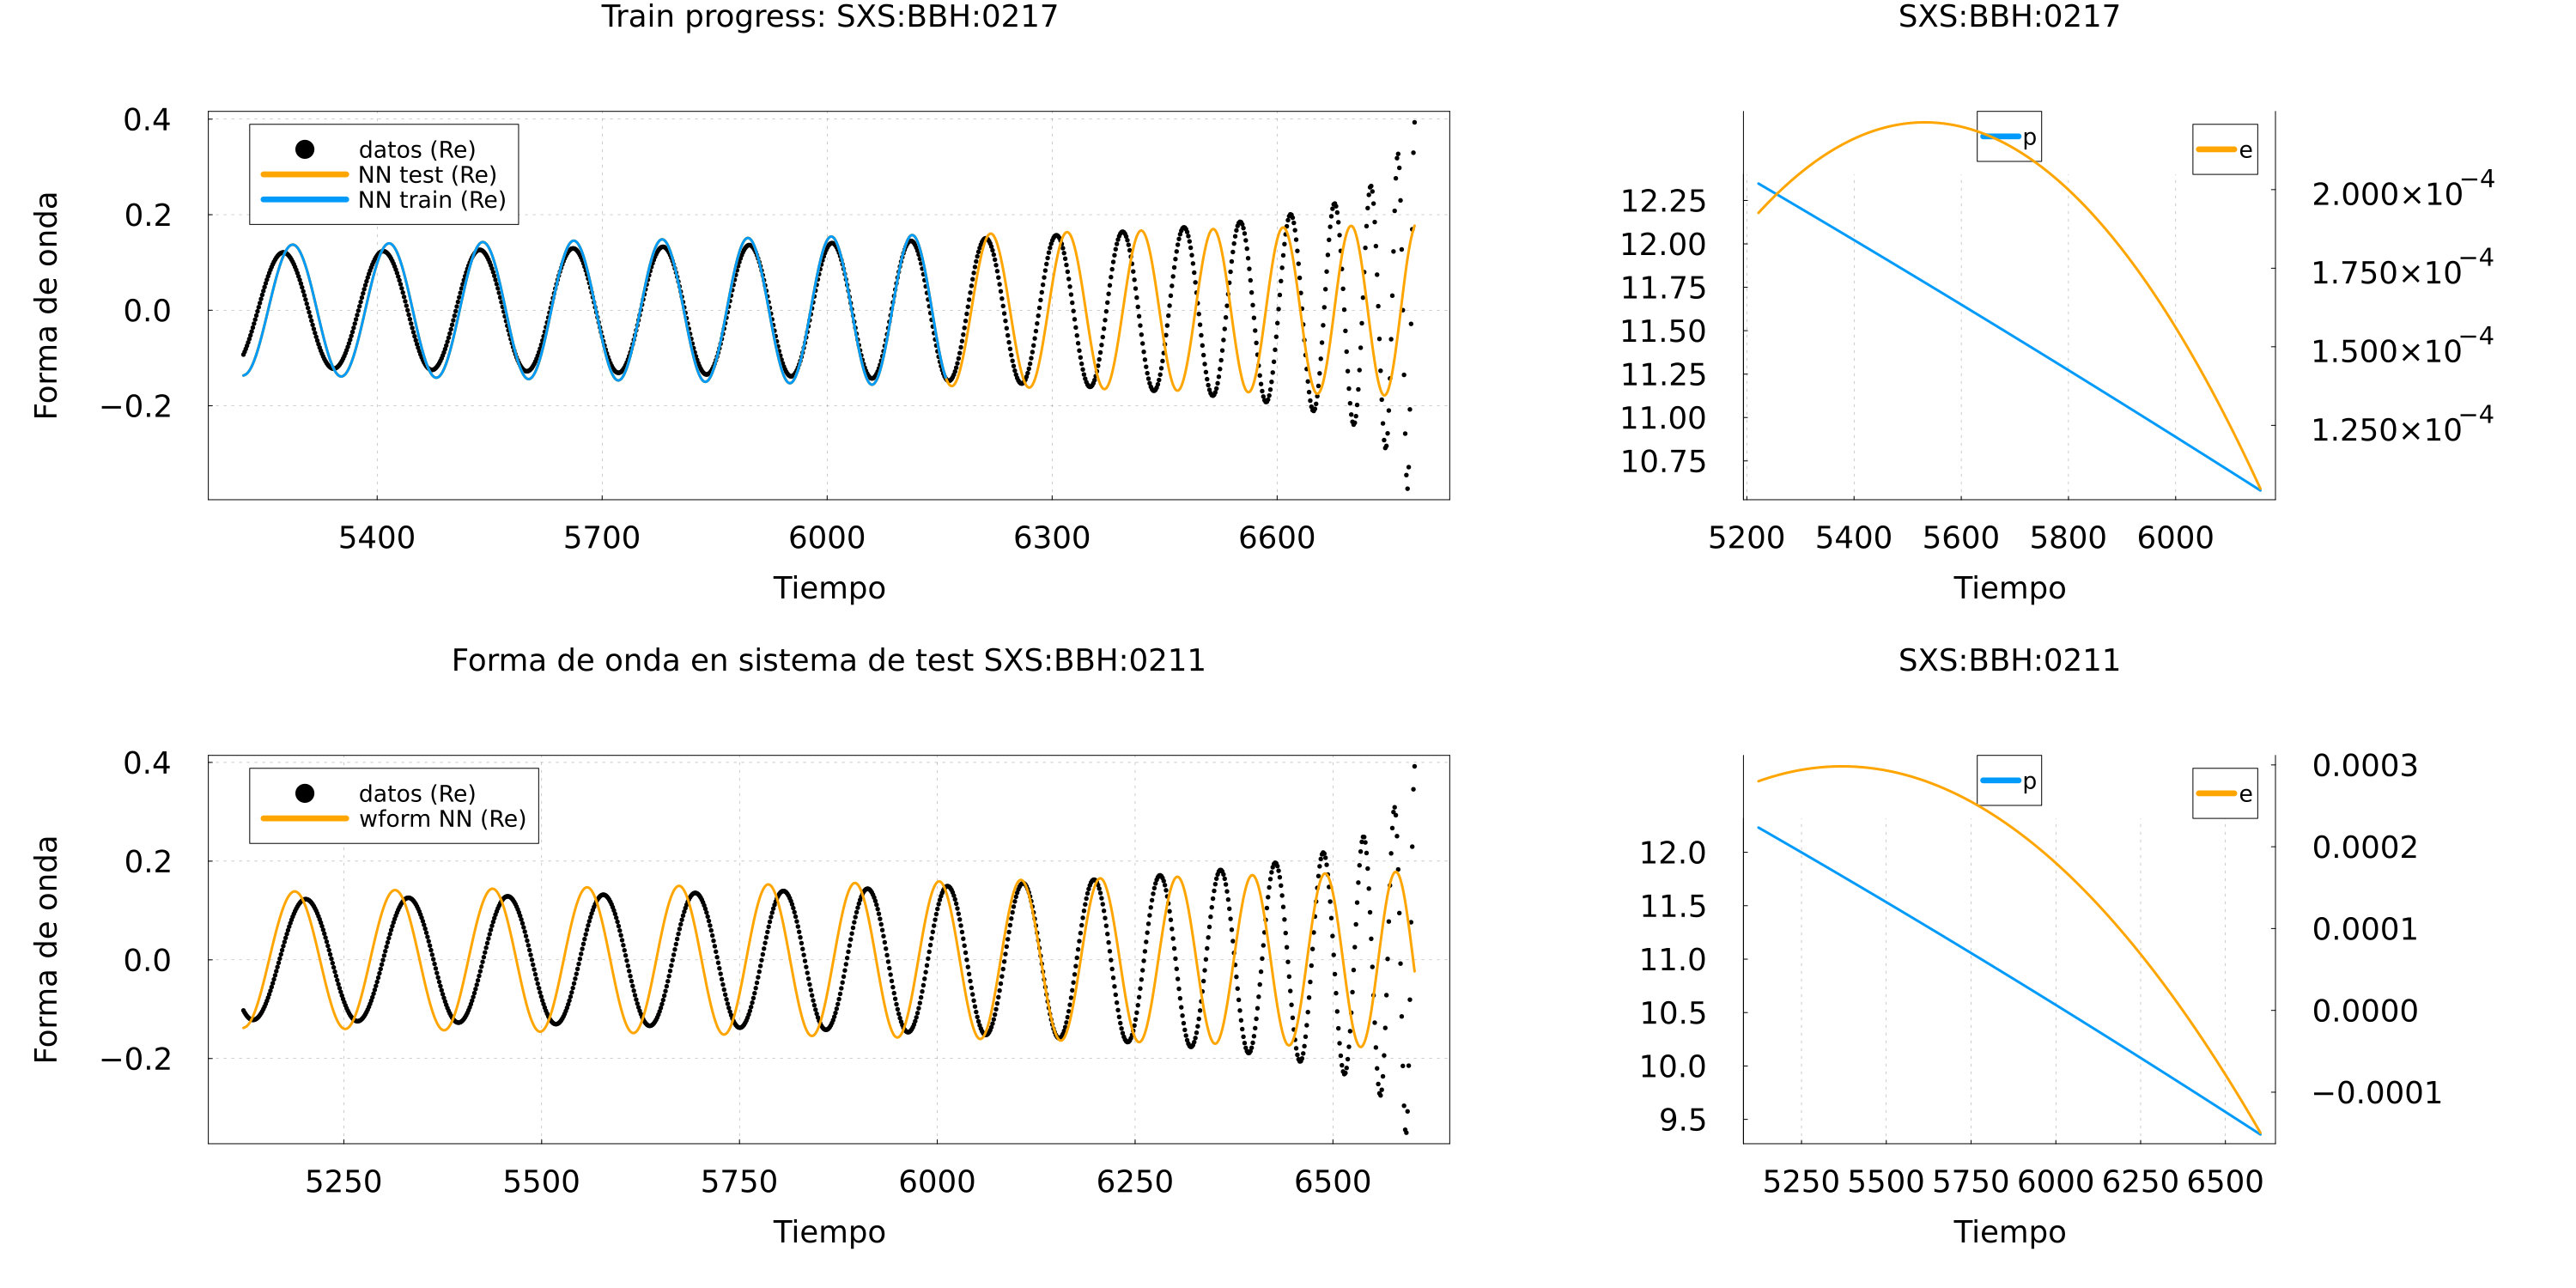 Train progress: SXS:BBH:0217
0.4
0.2
0.0
−0.2
Forma de onda
datos (Re)
NN test (Re)
NN train (Re)
5400 5700 6000 6300 6600
Tiempo
SXS:BBH:0217
p
e
12.25
12.00
11.75
11.50
11.25
11.00
10.75
2.000×10⁻⁴
1.750×10⁻⁴
1.500×10⁻⁴
1.250×10⁻⁴
5200 5400 5600 5800 6000
Tiempo
Forma de onda en sistema de test SXS:BBH:0211
0.4
0.2
0.0
−0.2
Forma de onda
datos (Re)
wform NN (Re)
5250 5500 5750 6000 6250 6500
Tiempo
SXS:BBH:0211
p
e
12.0
11.5
11.0
10.5
10.0
9.5
0.0003
0.0002
0.0001
0.0000
−0.0001
5250 5500 5750 6000 6250 6500
Tiempo